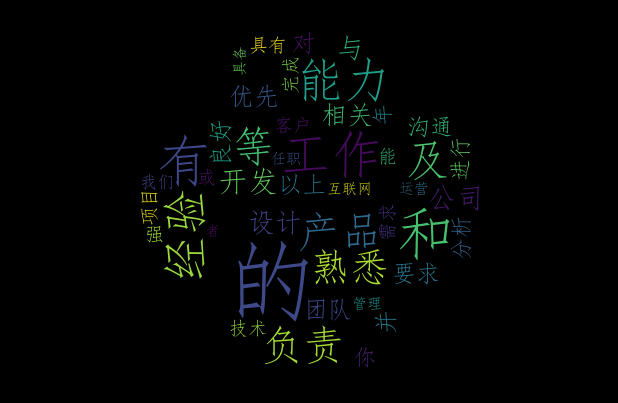 对
与
具有
具备
完成
能力
优先
相关
年
客户
沟通
良好
等
有
工作
及
进行
任职
能
我们
或
开发
以上
互联网
运营
公司
项目
经验
强
者
设计
产品
需求
和
分析
的
熟悉
要求
团队
管理
并
技术
负责
你